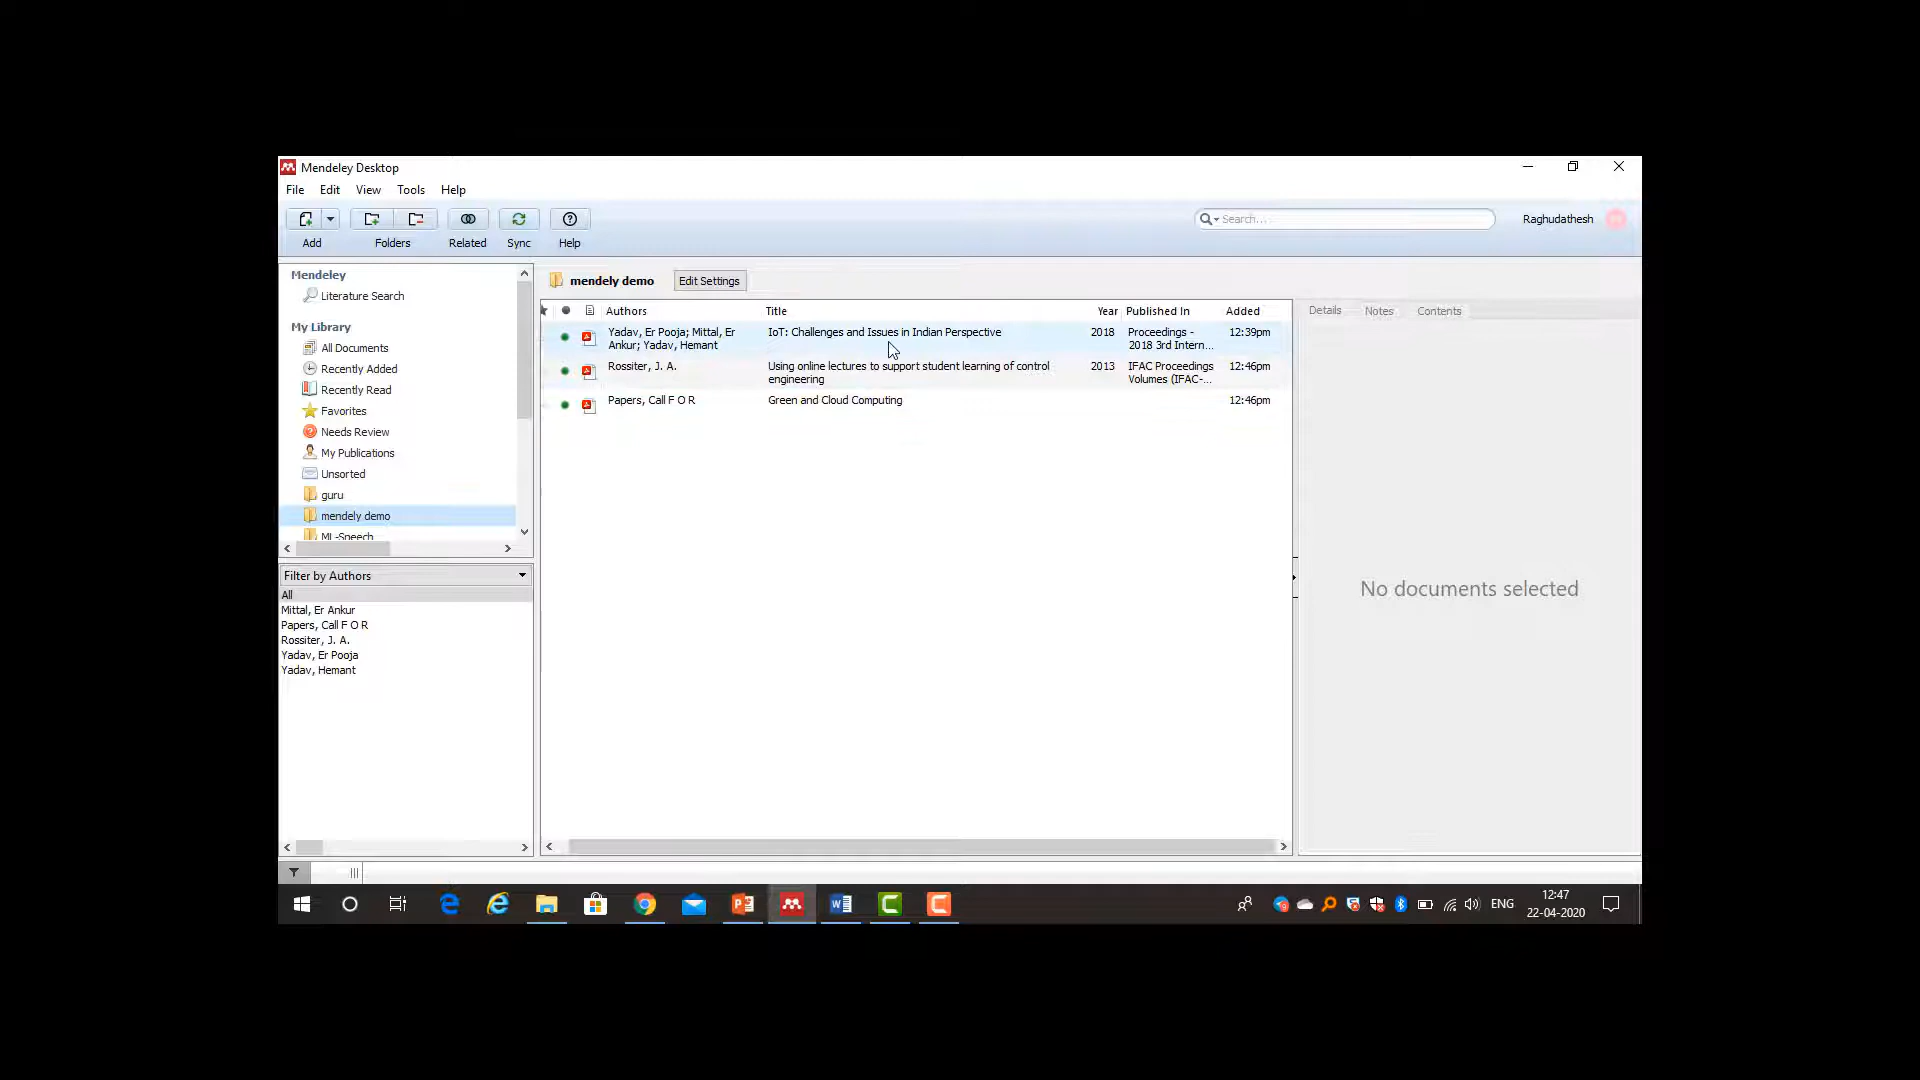 Mendeley Desktop
File Edit View Tools Help
Search...
Raghudathesh
Add Folders Related Sync Help
Mendeley
Literature Search
My Library
All Documents
Recently Added
Recently Read
Favorites
Needs Review
My Publications
Unsorted
guru
mendely demo
ML-Speech
Filter by Authors
All
Mittal, Er Ankur
Papers, Call F O R
Rossiter, J. A.
Yadav, Er Pooja
Yadav, Hemant
mendely demo Edit Settings
Authors Title Year Published In Added
Yadav, Er Pooja; Mittal, Er IoT: Challenges and Issues in Indian Perspective 2018 Proceedings - 12:39pm
Ankur; Yadav, Hemant 2018 3rd Intern...
Rossiter, J. A. Using online lectures to support student learning of control 2013 IFAC Proceedings 12:46pm
engineering Volumes (IFAC-...
Papers, Call F O R Green and Cloud Computing 12:46pm
Details Notes Contents
No documents selected
ENG
12:47
22-04-2020